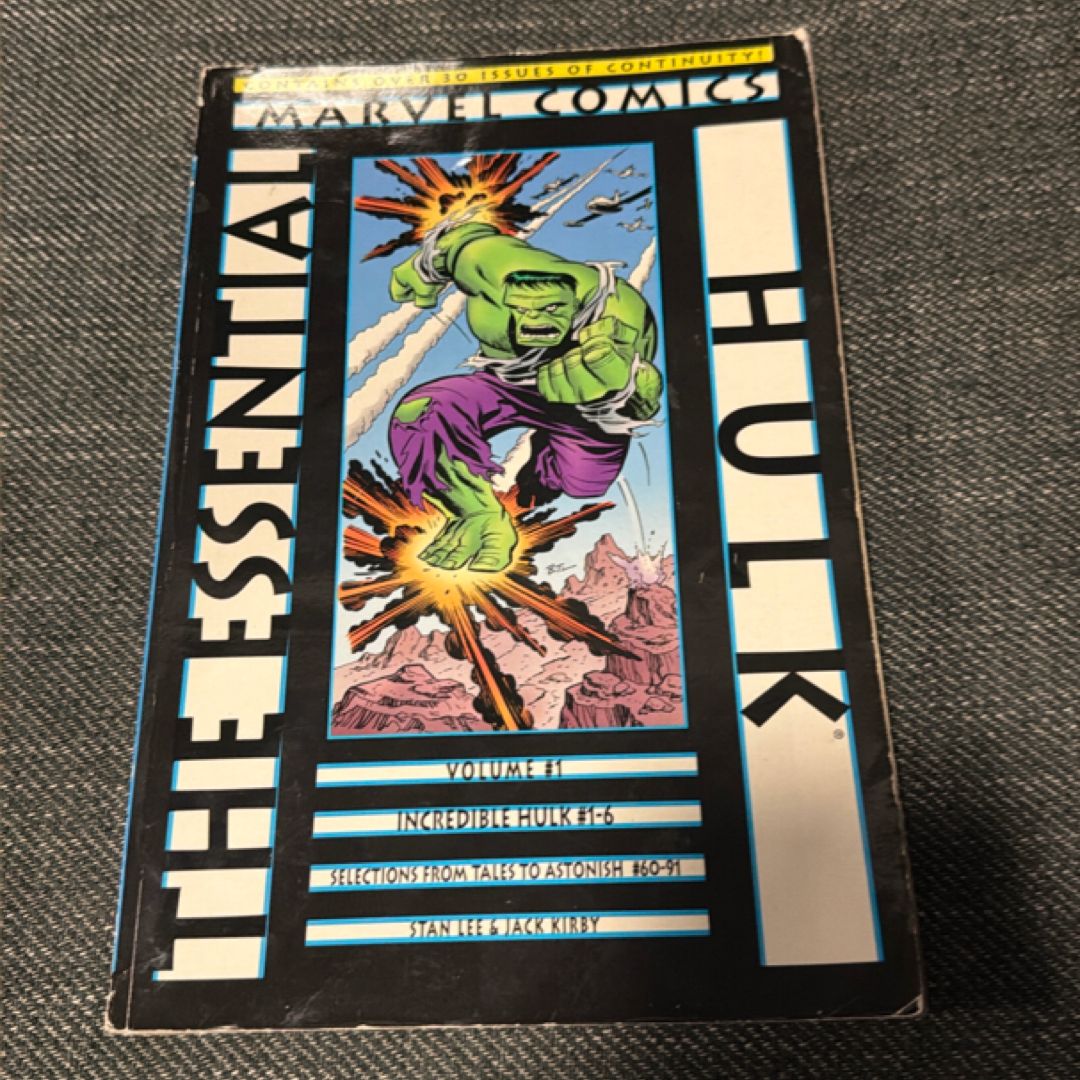 CONTAINS OVER 30 ISSUES OF CONTINUITY!
MARVEL COMICS
THE ESSENTIAL
HULK®
VOLUME #1
INCREDIBLE HULK #1-6
SELECTIONS FROM TALES TO ASTONISH #60-91
STAN LEE & JACK KIRBY